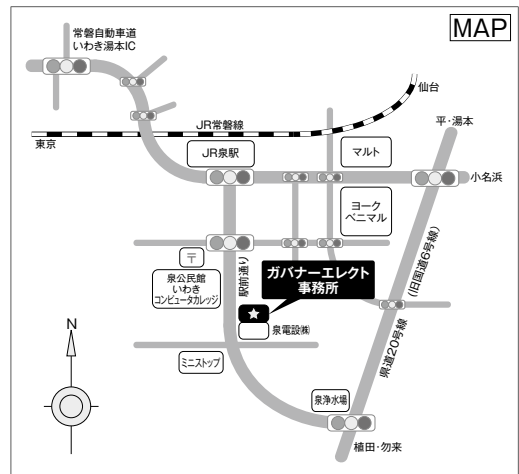 MAP
常磐自動車道
いわき湯本IC
仙台
JR常磐線
東京
平・湯本
JR泉駅
マルト
小名浜
ヨーク
ベニマル
〒
駅前通り
ガバナーエレクト
事務所
泉公民館
いわき
コンピュータカレッジ
泉電設㈱
県道20号線
(旧国道6号線)
N
ミニストップ
泉浄水場
植田・勿来